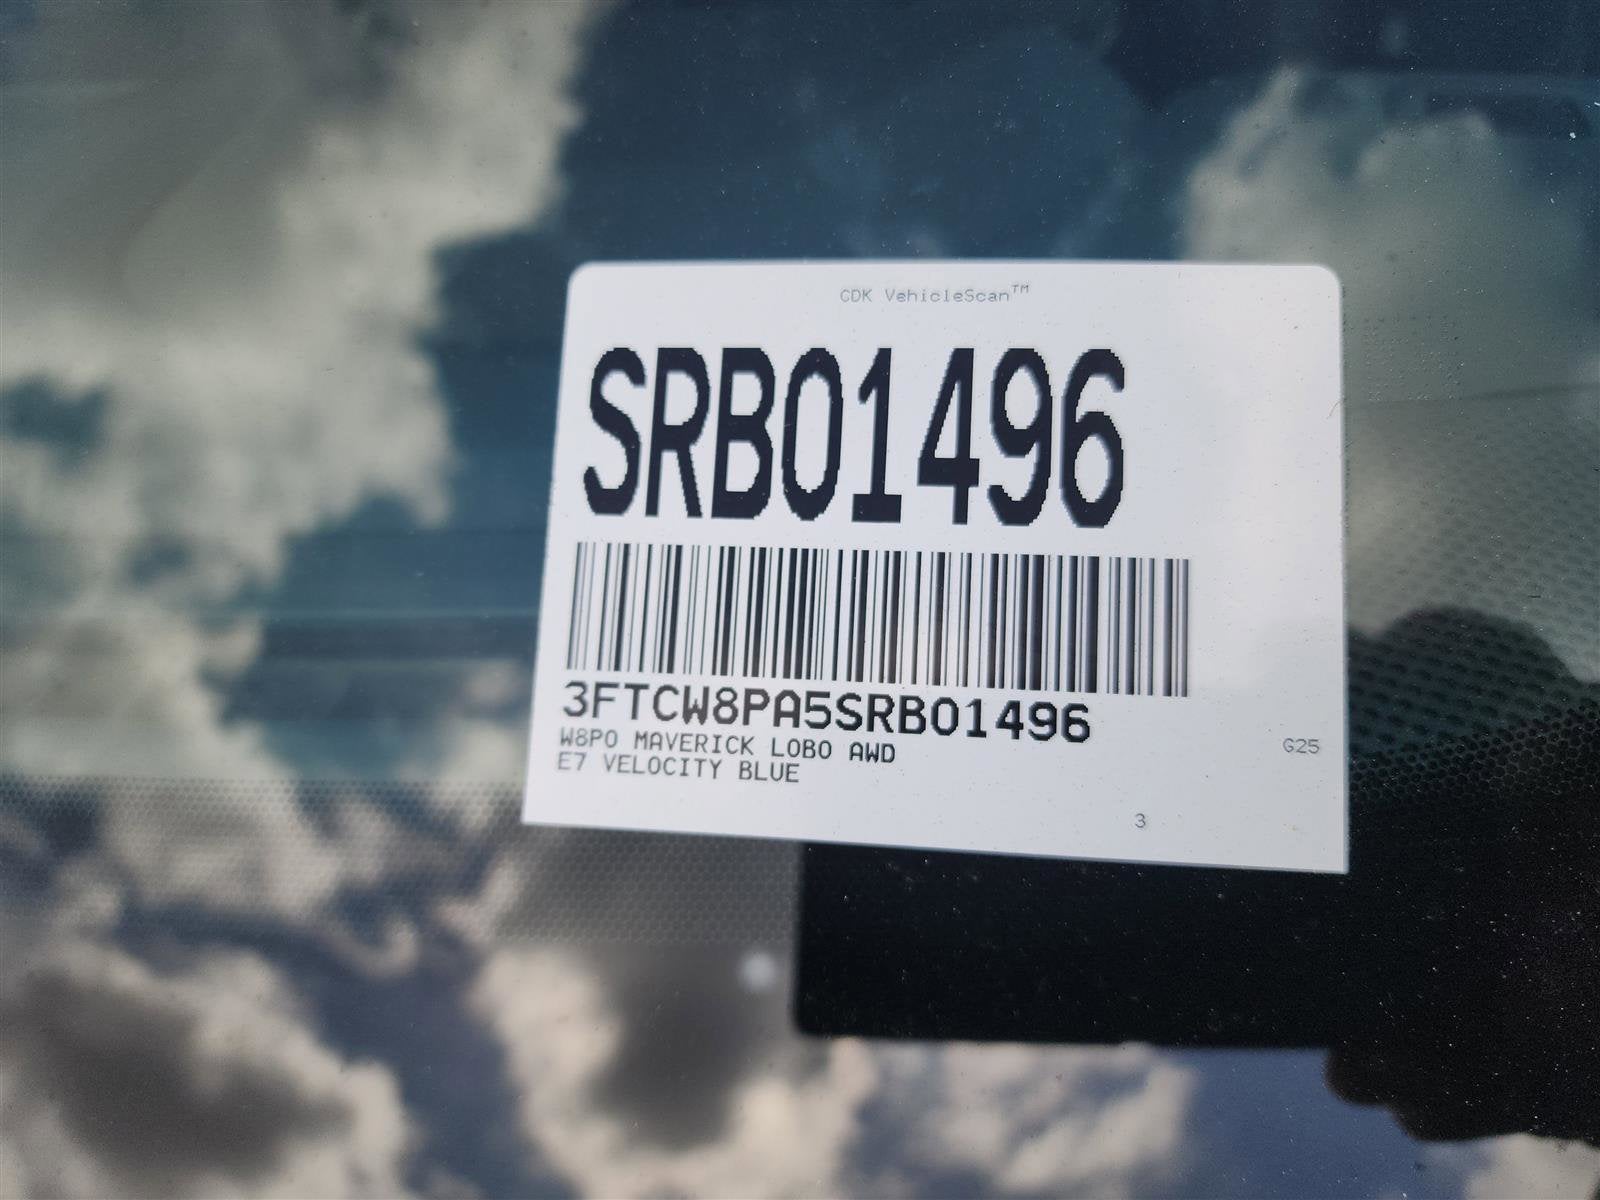 CDK VehicleScan™
SRB01496
3FTCW8PA5SRB01496
W8P0 MAVERICK LOBO AWD
E7 VELOCITY BLUE
G25
3